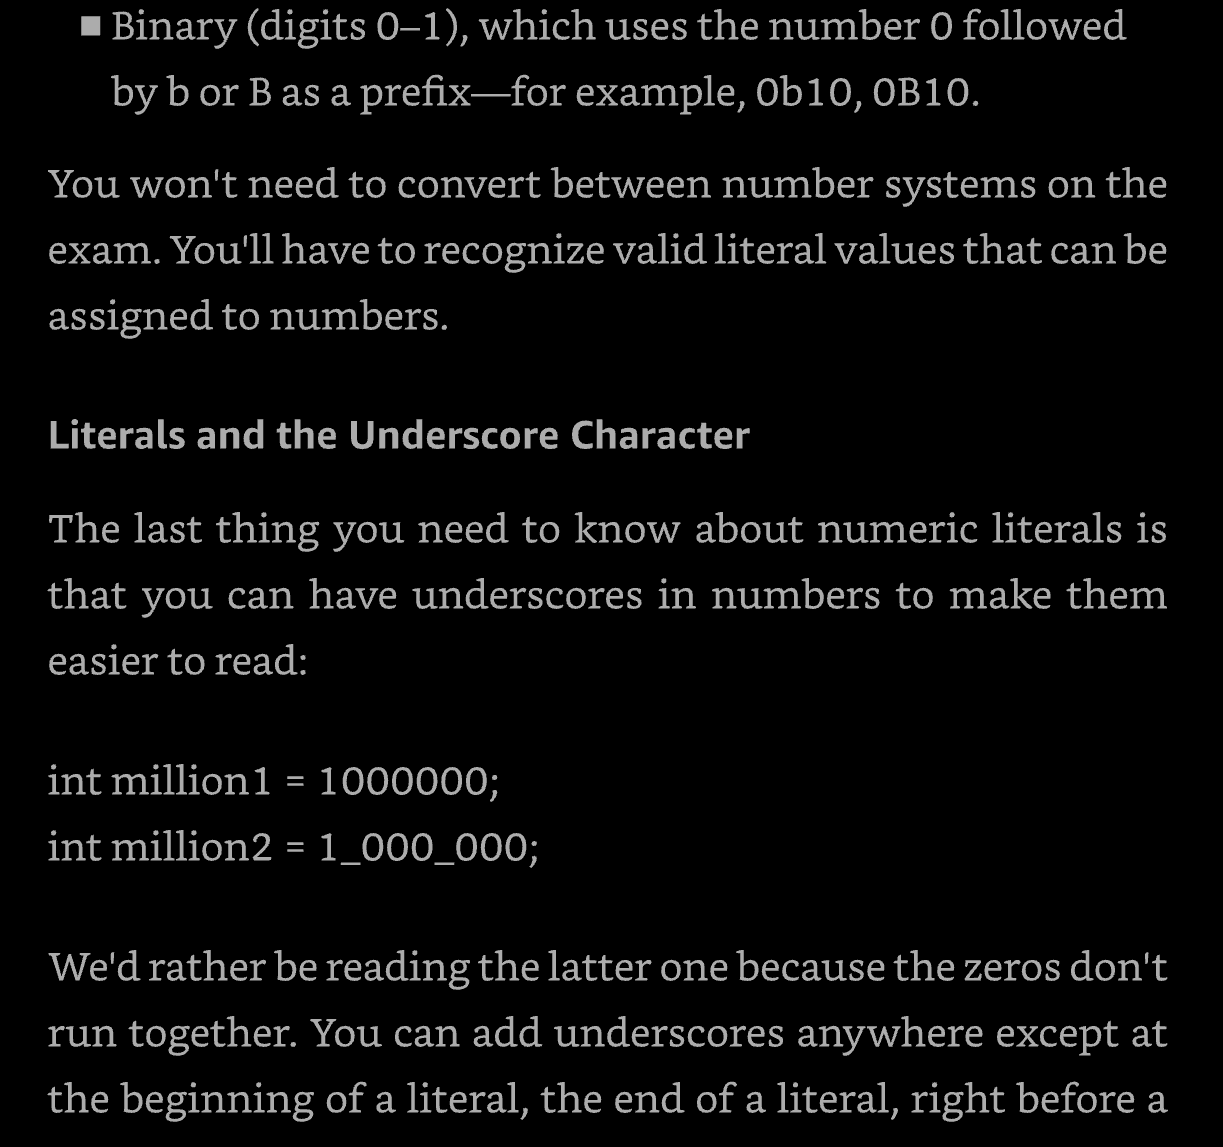 ■ Binary (digits 0–1), which uses the number 0 followed
by b or B as a prefix—for example, 0b10, 0B10.
You won't need to convert between number systems on the
exam. You'll have to recognize valid literal values that can be
assigned to numbers.
Literals and the Underscore Character
The last thing you need to know about numeric literals is
that you can have underscores in numbers to make them
easier to read:
int million1 = 1000000;
int million2 = 1_000_000;
We'd rather be reading the latter one because the zeros don't
run together. You can add underscores anywhere except at
the beginning of a literal, the end of a literal, right before a